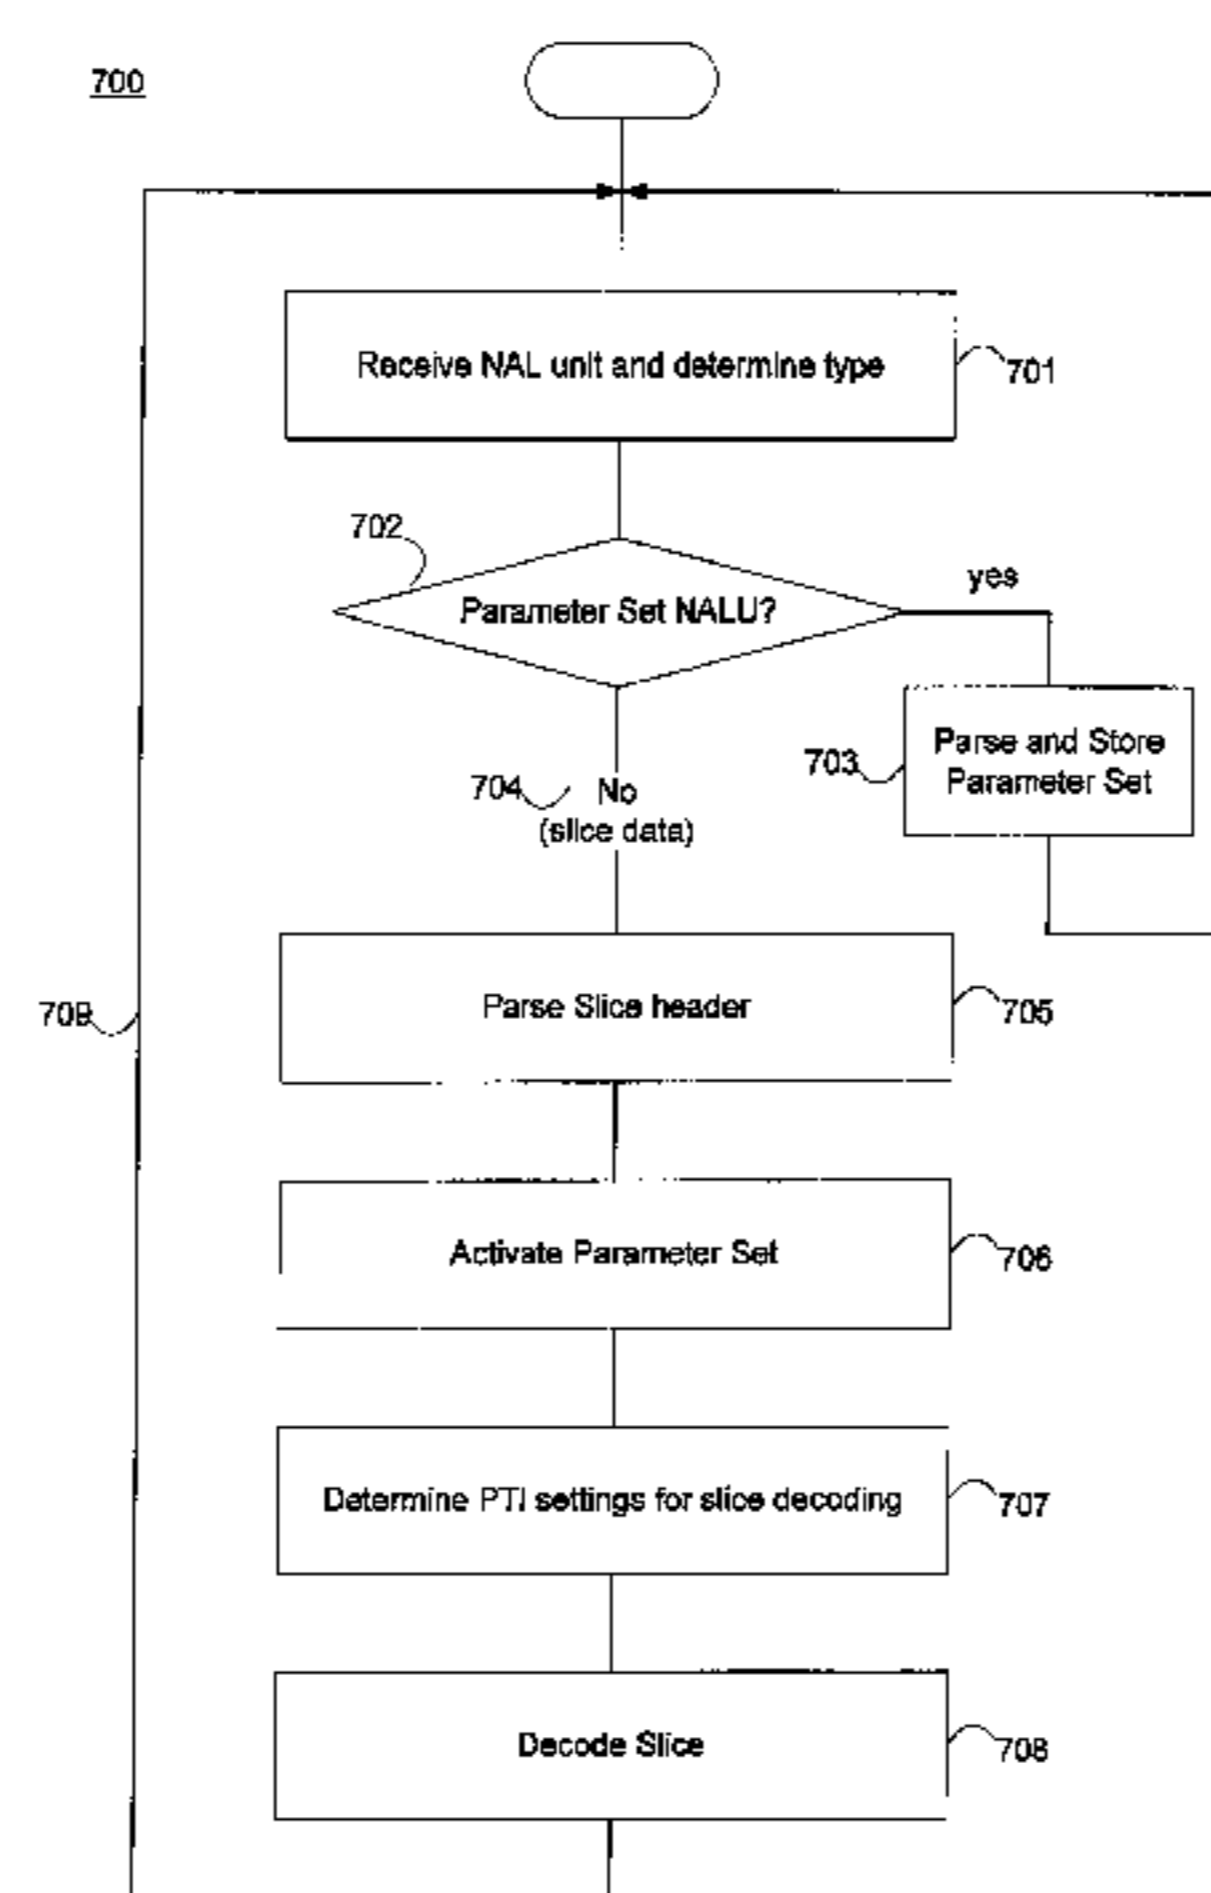 700
Receive NAL unit and determine type
701
702
Parameter Set NALU?
yes
703
Parse and Store
Parameter Set
704
No
(slice data)
Parse Slice header
705
709
Activate Parameter Set
706
Determine PTI settings for slice decoding
707
Decode Slice
708